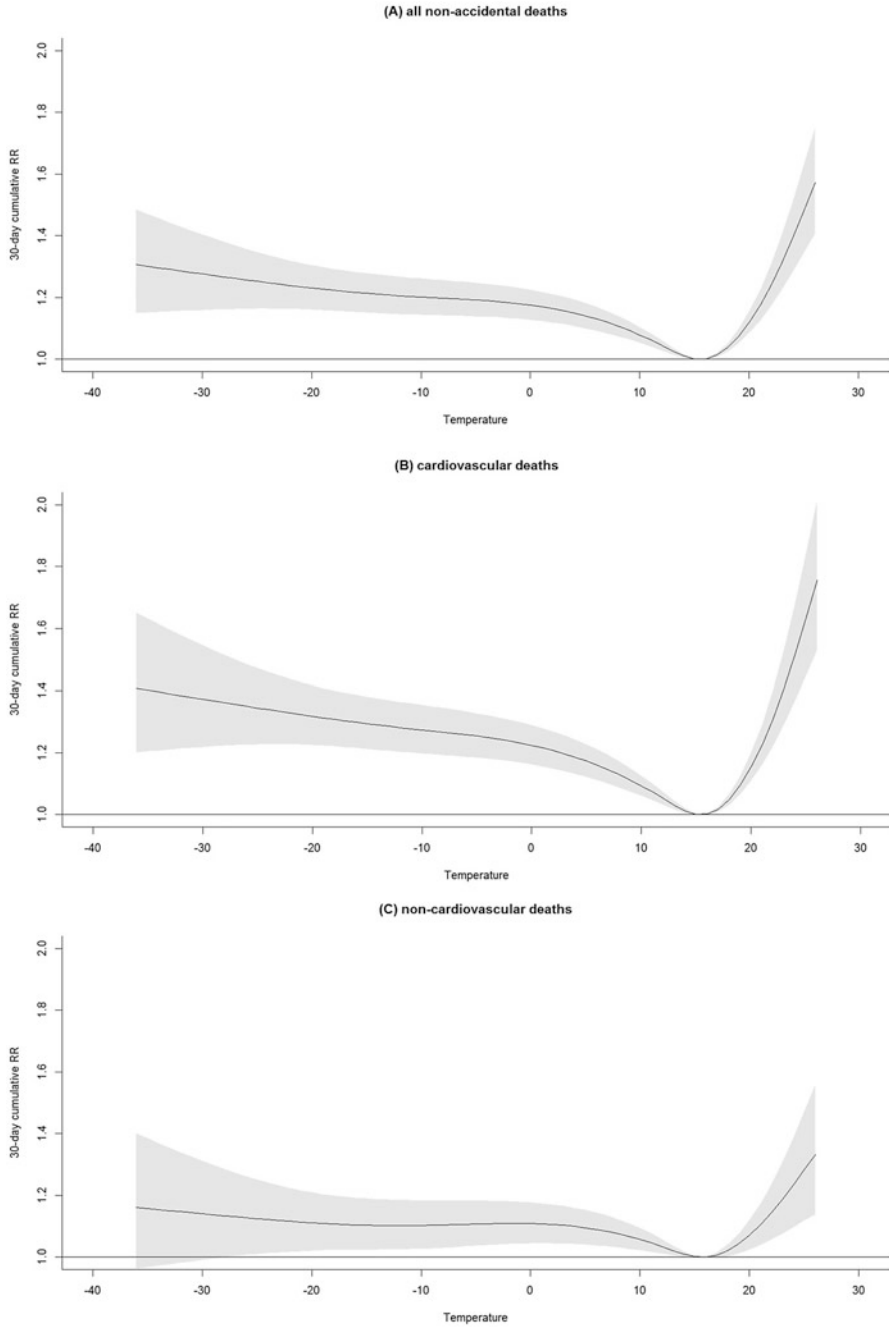 (A) all non-accidental deaths
2.0
1.8
1.6
1.4
1.2
1.0
30-day cumulative RR
-40 -30 -20 -10 0 10 20 30
Temperature
(B) cardiovascular deaths
2.0
1.8
1.6
1.4
1.2
1.0
30-day cumulative RR
-40 -30 -20 -10 0 10 20 30
Temperature
(C) non-cardiovascular deaths
2.0
1.8
1.6
1.4
1.2
1.0
30-day cumulative RR
-40 -30 -20 -10 0 10 20 30
Temperature